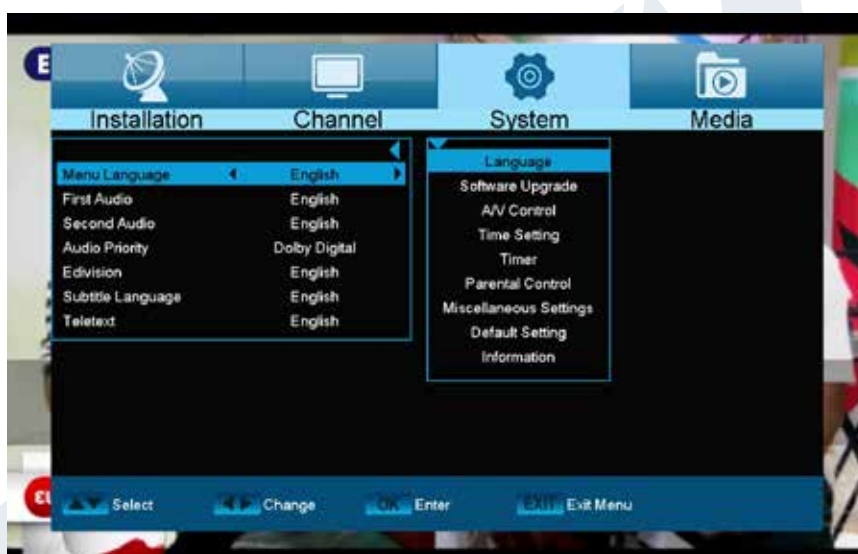 E
Installation Channel System Media
Menu Language English
First Audio English
Second Audio English
Audio Priority Dolby Digital
Edivision English
Subtitle Language English
Teletext English
Language
Software Upgrade
A/V Control
Time Setting
Timer
Parental Control
Miscellaneous Settings
Default Setting
Information
Select Change OK Enter EXIT Exit Menu